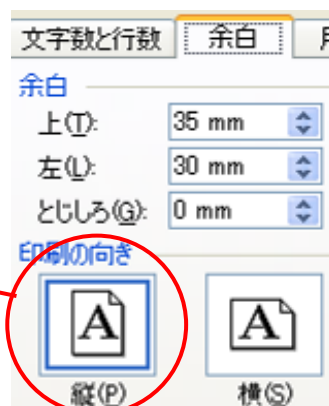 文字数と行数 余白
余白
上(T): 35 mm
左(L): 30 mm
とじしろ(G): 0 mm
印刷の向き
A A
縦(P) 横(S)